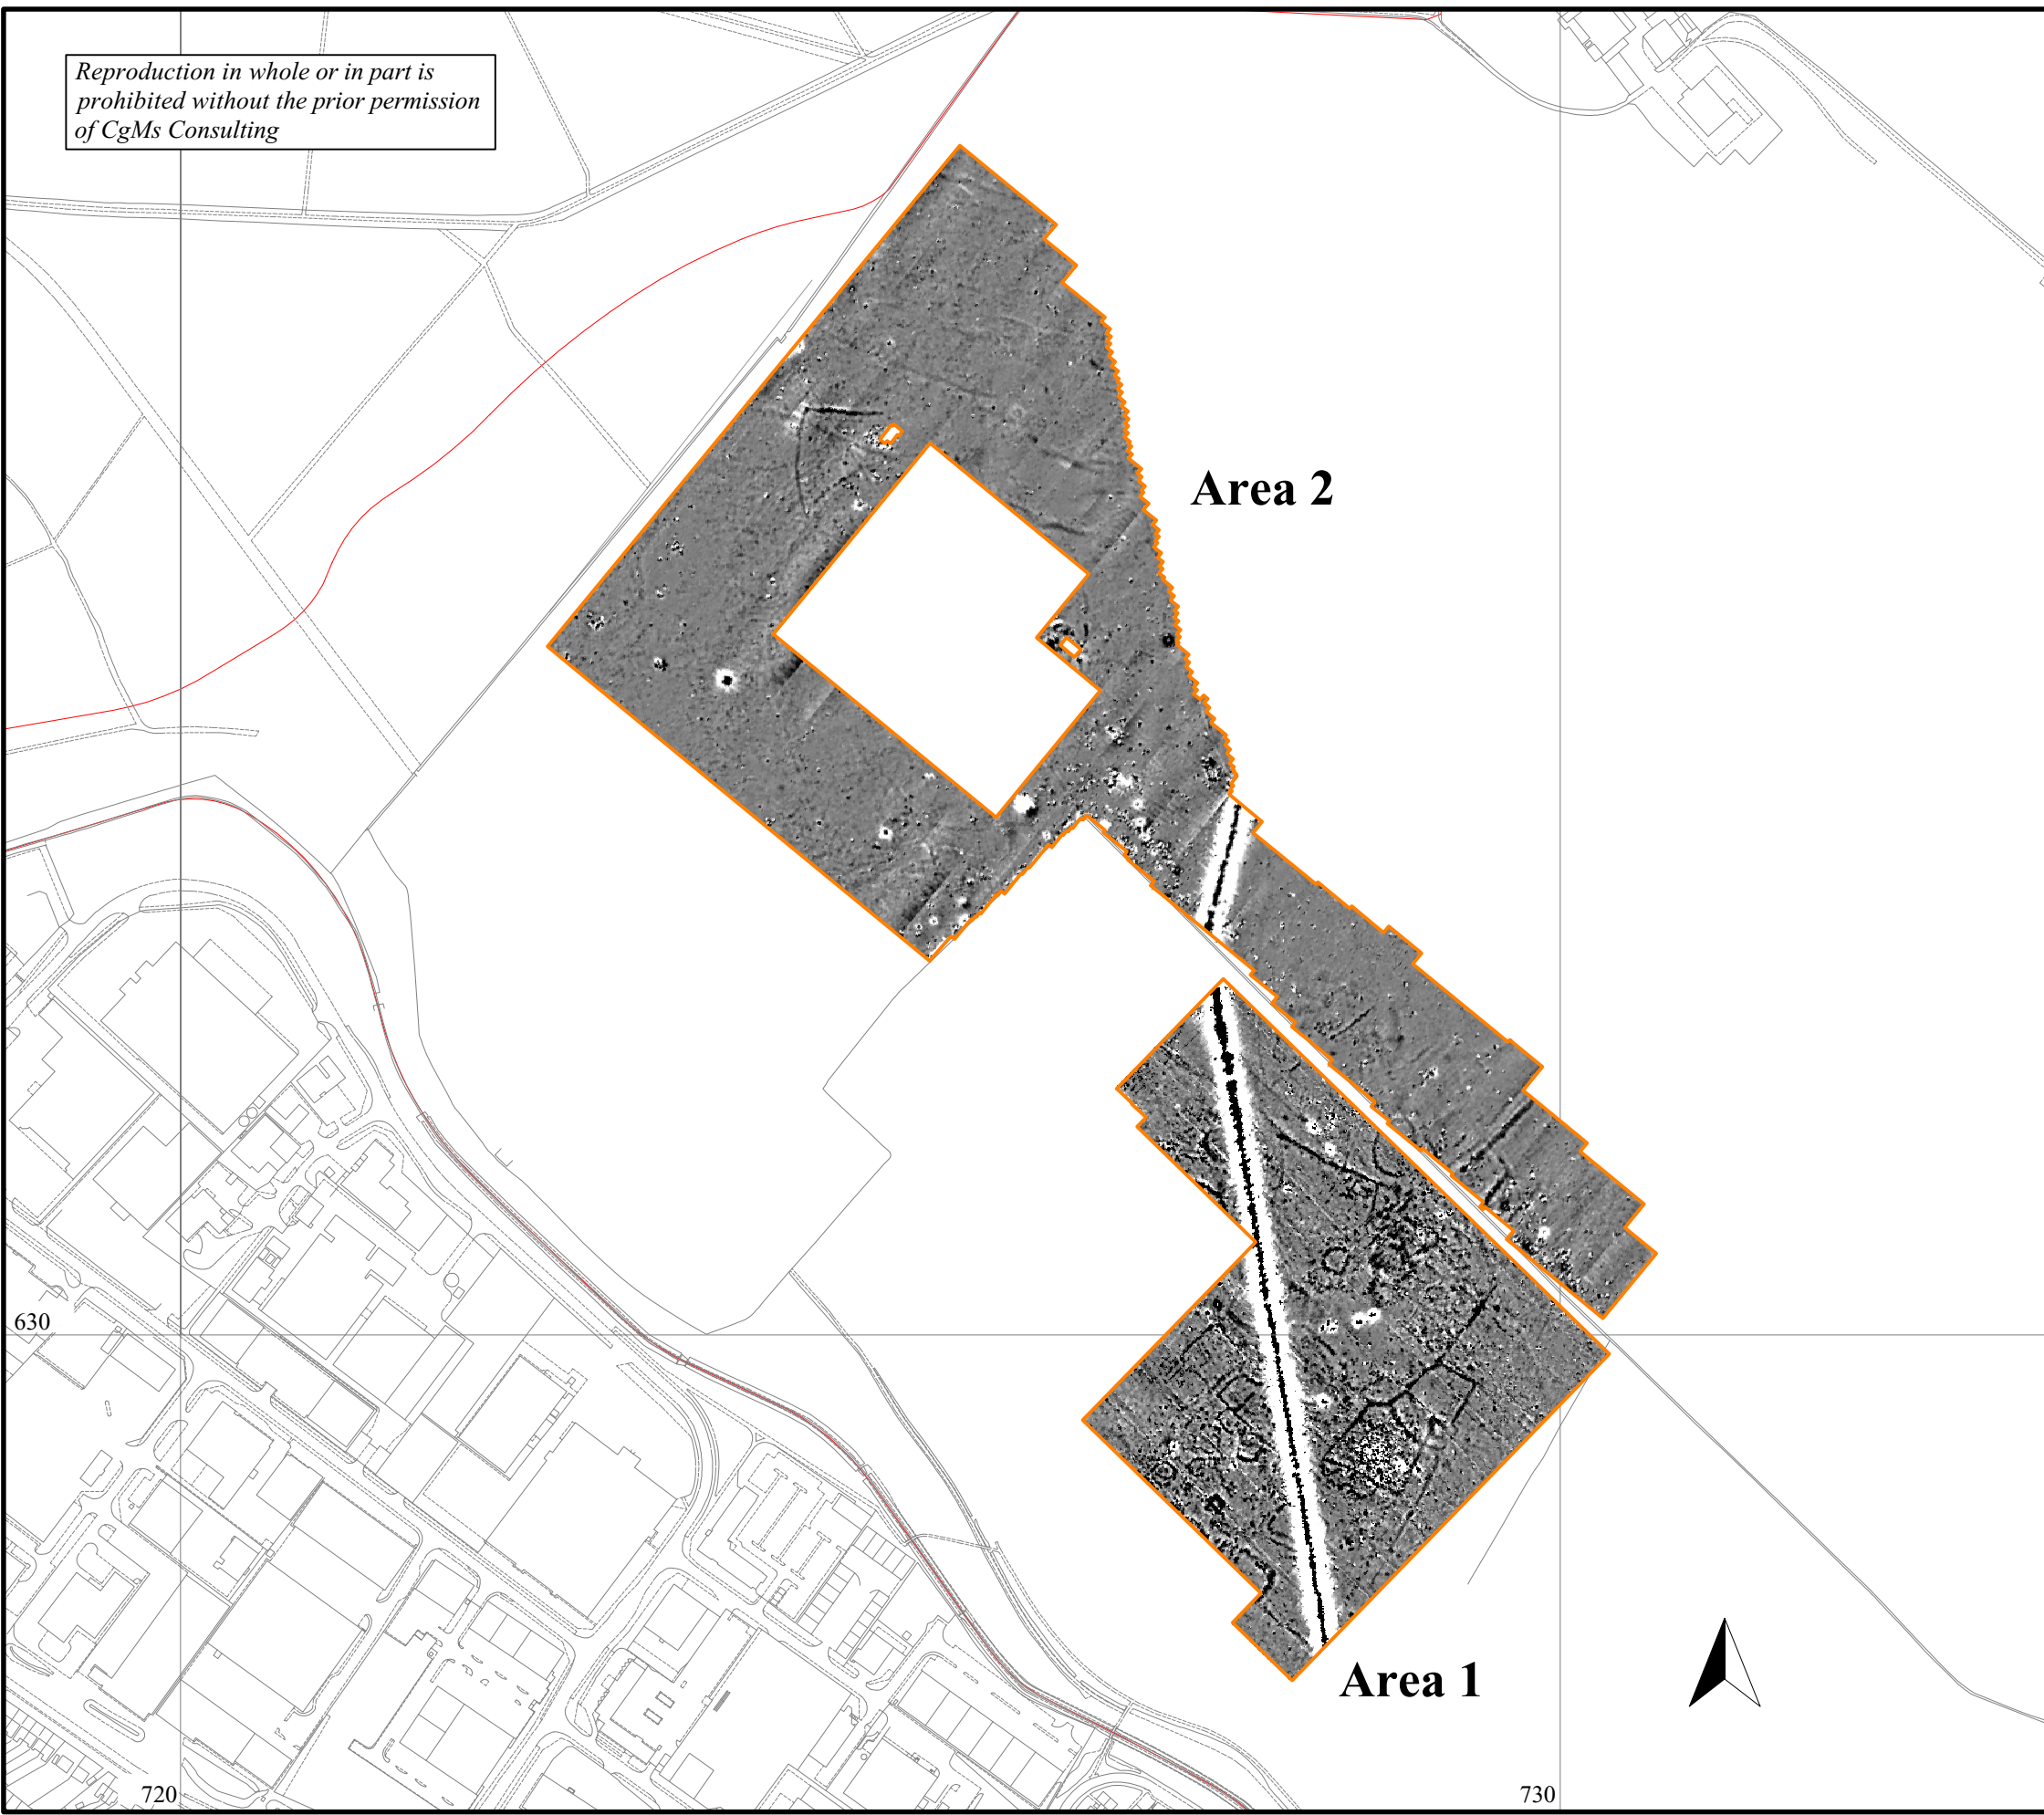 Reproduction in whole or in part is
prohibited without the prior permission
of CgMs Consulting
Area 2
630
Area 1
720
730